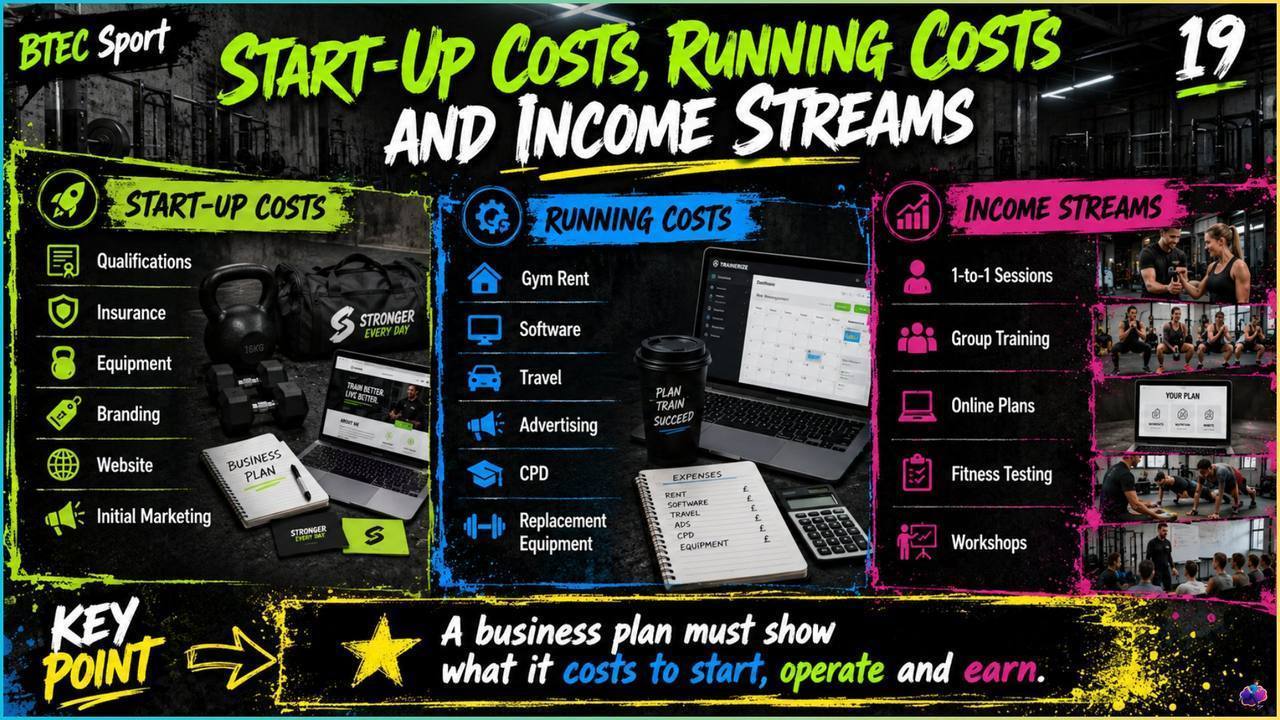 BTEC Sport
START-UP COSTS, RUNNING COSTS
AND INCOME STREAMS
19
START-UP COSTS
Qualifications
Insurance
Equipment
Branding
Website
Initial Marketing
16KG
STRONGER
EVERY DAY
TRAIN BETTER.
LIVE BETTER.
ABOUT ME
BUSINESS
PLAN
STRONGER
EVERY DAY
RUNNING COSTS
Gym Rent
Software
Travel
Advertising
CPD
Replacement
Equipment
TRAINERIZE
PLAN
TRAIN
SUCCEED
EXPENSES
RENT £
SOFTWARE £
TRAVEL £
ADS £
CPD £
EQUIPMENT £
INCOME STREAMS
1-to-1 Sessions
Group Training
Online Plans
Fitness Testing
Workshops
YOUR PLAN
KEY
POINT
A business plan must show
what it costs to start, operate and earn.